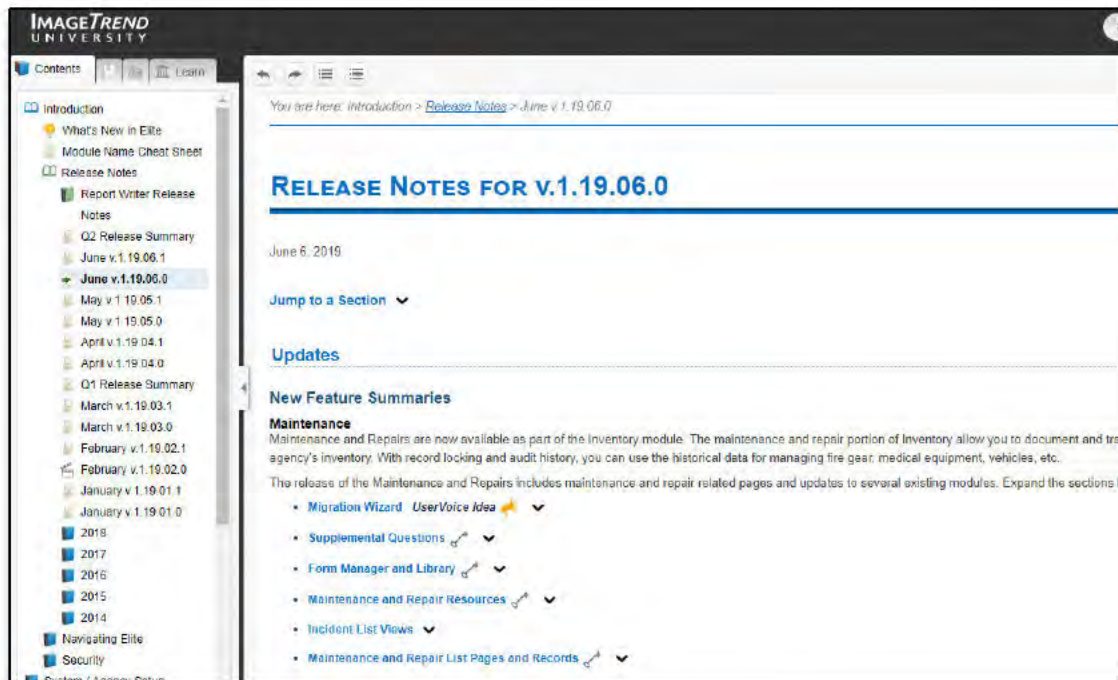 IMAGETREND
UNIVERSITY
Contents
Learn
Introduction
What's New in Elite
Module Name Cheat Sheet
Release Notes
Report Writer Release
Notes
Q2 Release Summary
June v.1.19.06.1
June v.1.19.06.0
May v 1.19.05.1
May v 1.19.05.0
April v.1.19.04.1
April v.1.19.04.0
Q1 Release Summary
March v.1.19.03.1
March v.1.19.03.0
February v.1.19.02.1
February v.1.19.02.0
January v 1.19.01.1
January v 1.19.01.0
2018
2017
2016
2015
2014
Navigating Elite
Security
System / Agency Setup
You are here: Introduction > Release Notes > June v 1.19.06.0
RELEASE NOTES FOR V.1.19.06.0
June 6, 2019
Jump to a Section
Updates
New Feature Summaries
Maintenance
Maintenance and Repairs are now available as part of the Inventory module. The maintenance and repair portion of Inventory allow you to document and tra
agency's inventory. With record locking and audit history, you can use the historical data for managing fire gear, medical equipment, vehicles, etc.
The release of the Maintenance and Repairs includes maintenance and repair related pages and updates to several existing modules. Expand the sections
• Migration Wizard UserVoice Idea
• Supplemental Questions
• Form Manager and Library
• Maintenance and Repair Resources
• Incident List Views
• Maintenance and Repair List Pages and Records